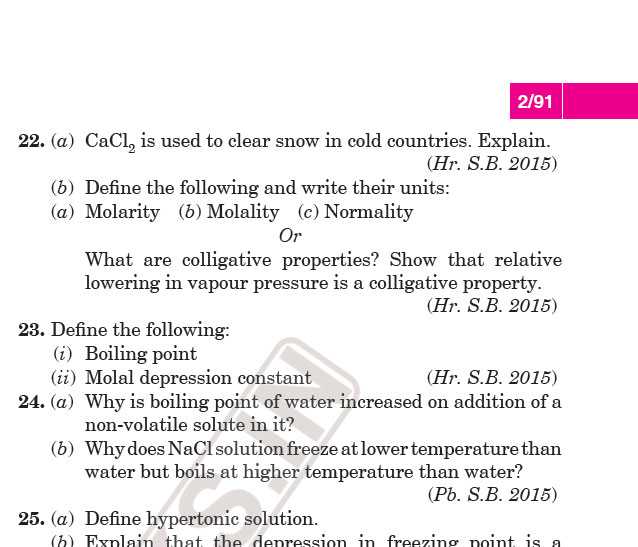 2/91
22. (a) CaCl₂ is used to clear snow in cold countries. Explain.
(Hr. S.B. 2015)
(b) Define the following and write their units:
(a) Molarity (b) Molality (c) Normality
Or
What are colligative properties? Show that relative
lowering in vapour pressure is a colligative property.
(Hr. S.B. 2015)
23. Define the following:
(i) Boiling point
(ii) Molal depression constant (Hr. S.B. 2015)
24. (a) Why is boiling point of water increased on addition of a
non-volatile solute in it?
(b) Why does NaCl solution freeze at lower temperature than
water but boils at higher temperature than water?
(Pb. S.B. 2015)
25. (a) Define hypertonic solution.
(b) Explain that the depression in freezing point is a